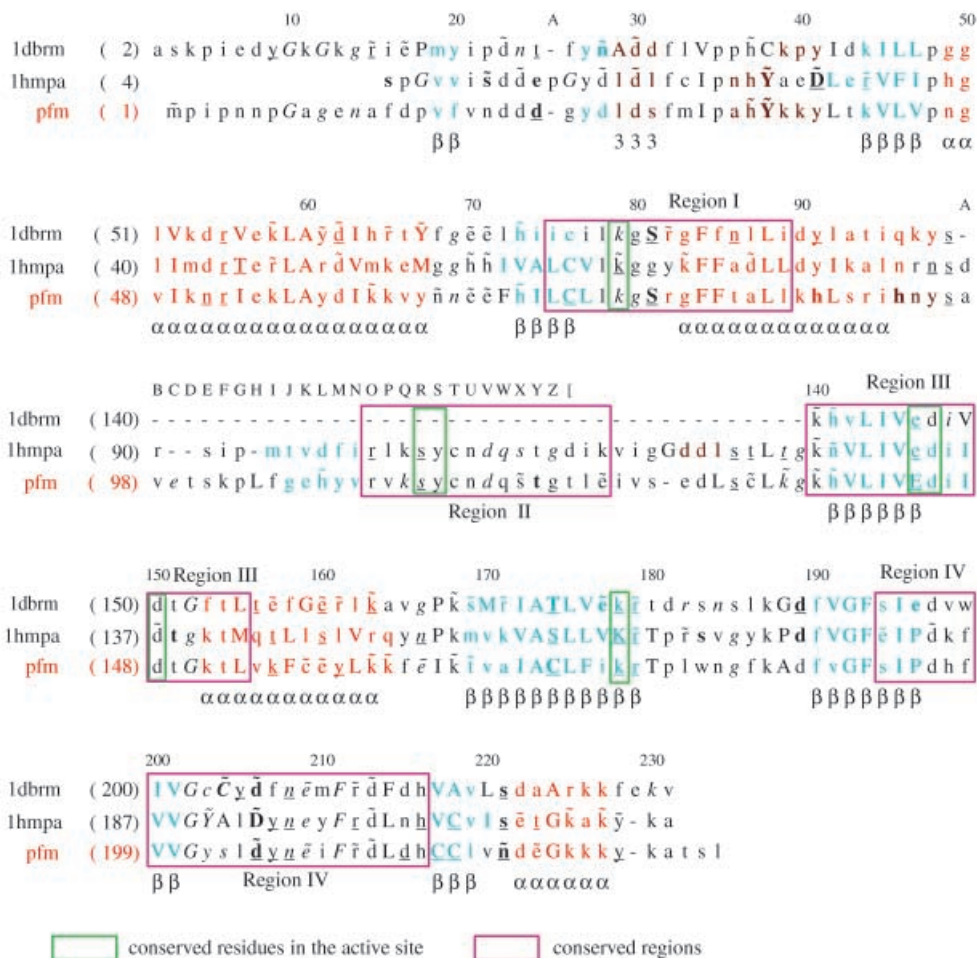 10 20 A 30 40 50
1dbrm ( 2) a s k p i e d y G k G k g r̃ i ẽ P m y i p d̃ n t - f y ñ A d̃ d f l V p p h̃ C k p y I d k I L L p g g
1hmpa ( 4) s p G v v i s̃ d d̃ e p G y d̃ l d̃ l f c I p n h Ỹ a e D̃ L e r̃ V F I p h g
pfm ( 1) m̃ p i p n n p G a g e n a f d p v f v n d d d - g y d l d s f m I p a h̃ Ỹ k k y L t k V L V p n g
β β 3 3 3 β β β β α α
60 70 80 Region I 90 A
1dbrm ( 51) l V k d r V e k̃ L A ỹ d̃ I h r̃ t Ỹ f g ẽ ẽ l h̃ i i c i l k g S r̃ g F f n l L i d y l a t i q k y s -
1hmpa ( 40) l I m d r T e r̃ L A r d̃ V m k e M g g h̃ h̃ I V A L C V l k̃ g g y k̃ F F a d̃ L L d y I k a l n r n s d
pfm ( 48) v I k n r I e k L A y d I k̃ k v y ñ n ẽ ẽ F h̃ I L C L l k g S r g F F t a L l k h L s r i h n y s a
α α α α α α α α α α α α α α α α α β β β β α α α α α α α α α α α α α
B C D E F G H I J K L M N O P Q R S T U V W X Y Z [ 140 Region III
1dbrm (140) - - - - - - - - - - - - - - - - - - - - - - - - - - - - - - - - - - - - - - - - k̃ h̃ v L I V e d i V
1hmpa ( 90) r - - s i p - m t v d f i r l k s y c n d q s t g d i k v i g G d d l s t L t g k̃ ñ V L I V e d i l
pfm ( 98) v e t s k p L f g e h̃ y v r v k s y c n d q s̃ t g t l ẽ i v s - e d L s ẽ L k̃ g k̃ h̃ V L I V E d i l
Region II β β β β β β
150 Region III 160 170 180 190 Region IV
1dbrm (150) d t G f t L t ẽ f G ẽ r̃ l k a v g P k̃ s̃ M r̃ I A T L V ẽ k r̃ t d r s n s l k G d f V G F s I e d v w
1hmpa (137) d̃ t g k t M q t L l s l V r q y n P k m v k V A S L L V K r̃ T p r̃ s v g y k P d f V G F ẽ I P d k f
pfm (148) d t G k t L v k F c̃ ẽ y L k̃ k̃ f ẽ I k̃ i v a l A C L F i k r T p l w n g f k A d f v G F s I P d h f
α α α α α α α α α α α β β β β β β β β β β β β β β β β β
200 210 220 230
1dbrm (200) I V G c C̃ y d̃ f n ẽ m F r̃ d̃ F d h V A v L s d a A r k k f e k v
1hmpa (187) V V G Ỹ A l D̃ y n e y F r d̃ L n h V C v l s ẽ t G k̃ a k̃ ỹ - k a
pfm (199) V V G y s l d̃ y n ẽ i F r̃ d̃ L d h C C l v ñ d ẽ G k k k y - k a t s l
β β Region IV β β β α α α α α α
conserved residues in the active site conserved regions